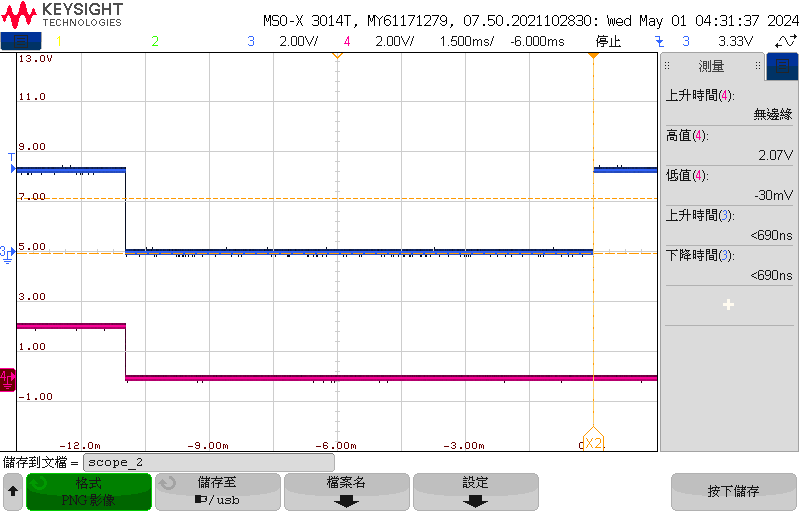 KEYSIGHT
TECHNOLOGIES
MSO-X 3014T, MY61171279, 07.50.2021102830: Wed May 01 04:31:37 2024
1 2 3 2.00V/ 4 2.00V/ 1.500ms/ -6.000ms 停止 3 3.33V
13.0V
11.0
9.00
T
7.00
3 5.00
3.00
1.00
4
-1.00
-12.0m -9.00m -6.00m -3.00m
X2
測量
上升時間(4):
無邊緣
高值(4):
2.07V
低值(4):
-30mV
上升時間(3):
<690ns
下降時間(3):
<690ns
儲存到文檔 = scope_2
格式
PNG 影像
儲存至
/usb
檔案名
設定
按下儲存